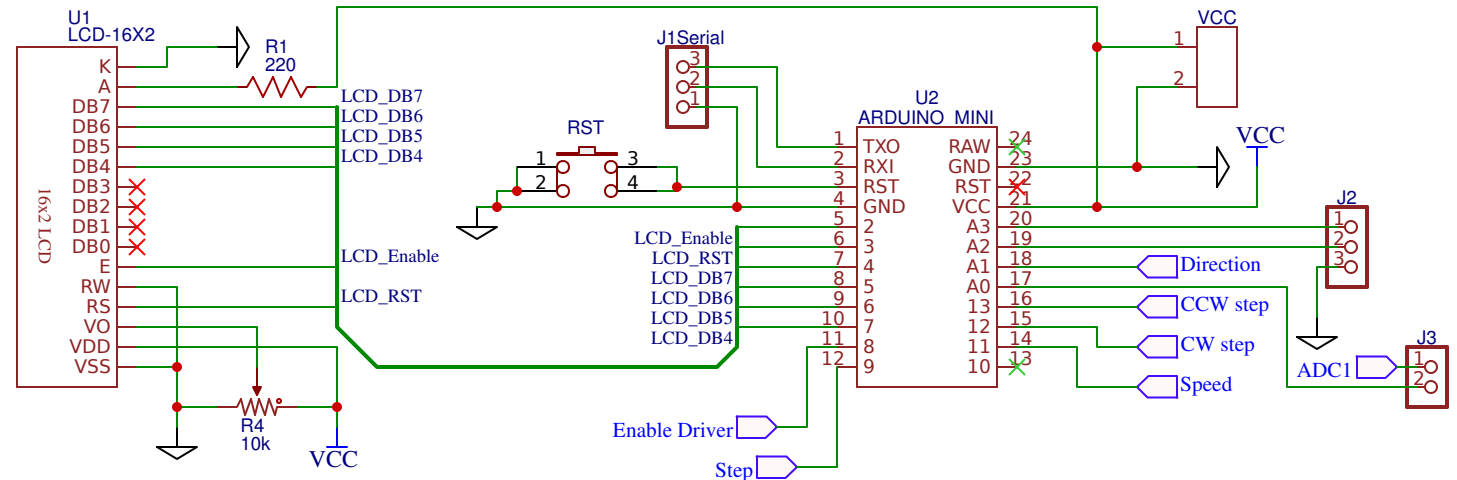 U1
LCD-16X2
16x2 LCD
K
A
DB7
DB6
DB5
DB4
DB3
DB2
DB1
DB0
E
RW
RS
VO
VDD
VSS
R1
220
LCD_DB7
LCD_DB6
LCD_DB5
LCD_DB4
LCD_Enable
LCD_RST
R4
10k
VCC
RST
1
2
3
4
J1Serial
3
2
1
LCD_Enable
LCD_RST
LCD_DB7
LCD_DB6
LCD_DB5
LCD_DB4
Enable Driver
Step
U2
ARDUINO MINI
1 TXO RAW 24
2 RXI GND 23
3 RST RST 22
4 GND VCC 21
5 2 A3 20
6 3 A2 19
7 4 A1 18
8 5 A0 17
9 6 13 16
10 7 12 15
11 8 11 14
12 9 10 13
VCC
1
2
VCC
Direction
CCW step
CW step
Speed
J2
1
2
3
J3
ADC1
1
2